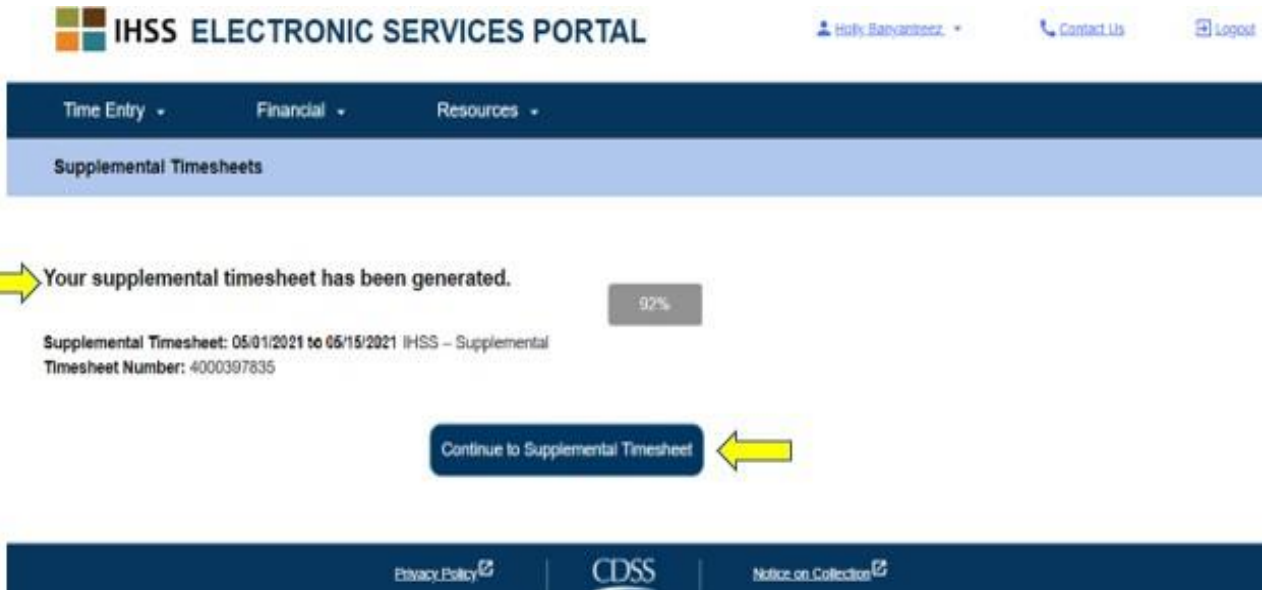 IHSS ELECTRONIC SERVICES PORTAL
Holly Banyantreez
Contact Us
Logout
Time Entry
Financial
Resources
Supplemental Timesheets
Your supplemental timesheet has been generated.
92%
Supplemental Timesheet: 05/01/2021 to 05/15/2021 IHSS – Supplemental
Timesheet Number: 4000397835
Continue to Supplemental Timesheet
Privacy Policy
CDSS
Notice on Collection